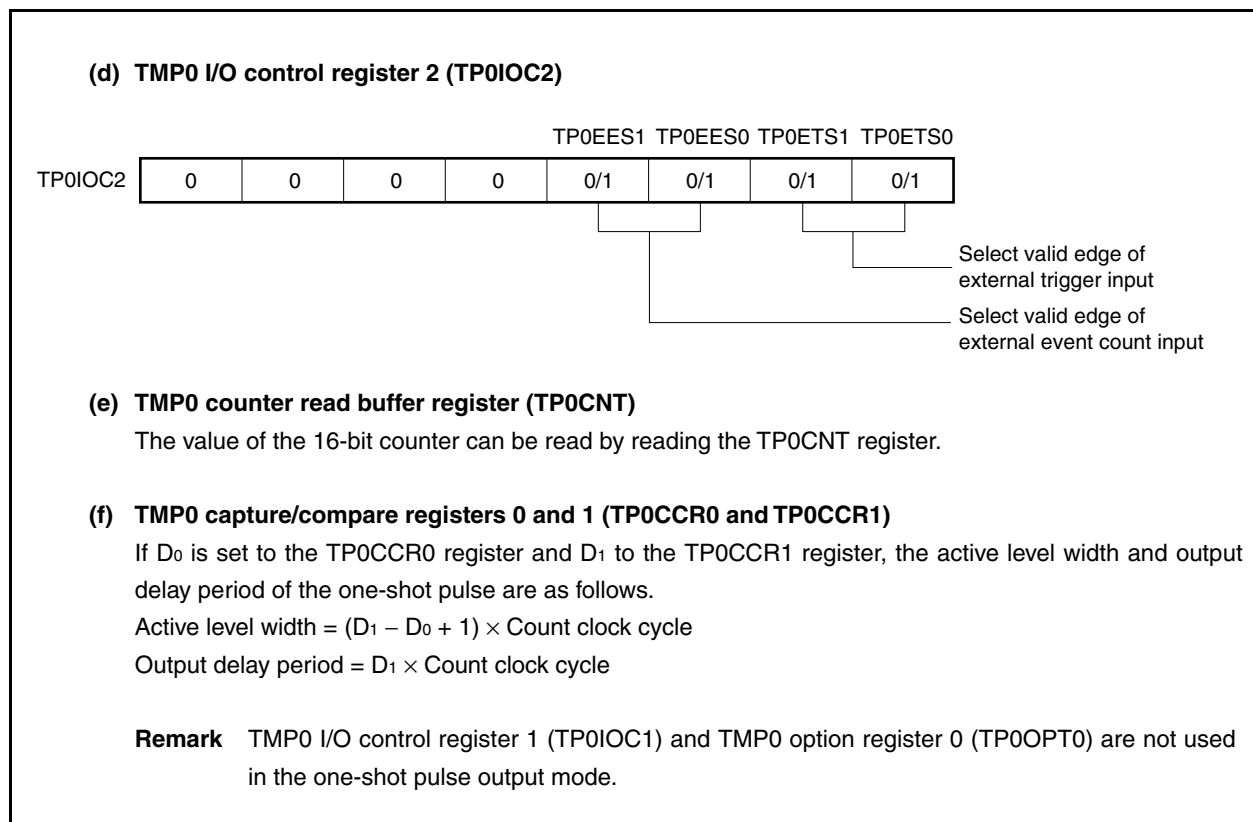 (d) TMP0 I/O control register 2 (TP0IOC2)
TP0EES1 TP0EES0 TP0ETS1 TP0ETS0
TP0IOC2 0 0 0 0 0/1 0/1 0/1 0/1
Select valid edge of
external trigger input
Select valid edge of
external event count input
(e) TMP0 counter read buffer register (TP0CNT)
The value of the 16-bit counter can be read by reading the TP0CNT register.
(f) TMP0 capture/compare registers 0 and 1 (TP0CCR0 and TP0CCR1)
If D0 is set to the TP0CCR0 register and D1 to the TP0CCR1 register, the active level width and output
delay period of the one-shot pulse are as follows.
Active level width = (D1 − D0 + 1) × Count clock cycle
Output delay period = D1 × Count clock cycle
Remark TMP0 I/O control register 1 (TP0IOC1) and TMP0 option register 0 (TP0OPT0) are not used
in the one-shot pulse output mode.